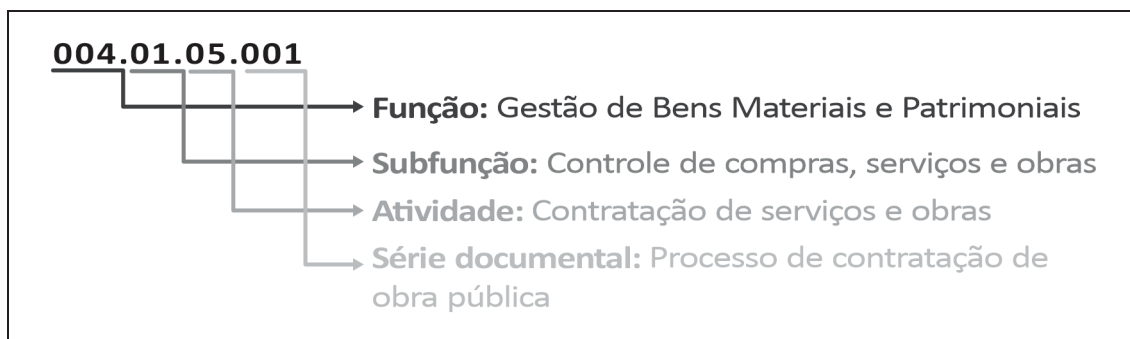 004.01.05.001
Função: Gestão de Bens Materiais e Patrimoniais
Subfunção: Controle de compras, serviços e obras
Atividade: Contratação de serviços e obras
Série documental: Processo de contratação de
obra pública